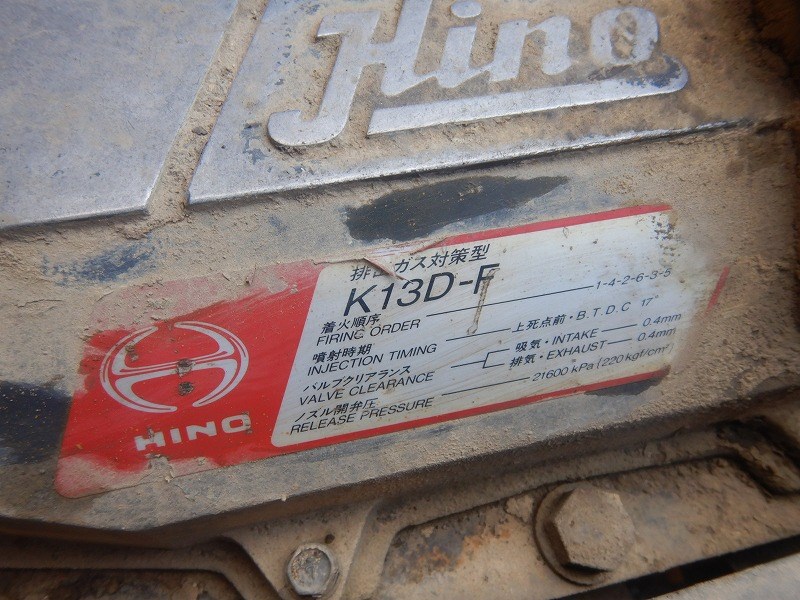 Hino
排出ガス対策型
K13D-F
着火順序
FIRING ORDER 1-4-2-6-3-5
噴射時期
INJECTION TIMING 上死点前・B.T.D.C 17°
バルブクリアランス
VALVE CLEARANCE 吸気・INTAKE 0.4mm
排気・EXHAUST 0.4mm
ノズル開弁圧
RELEASE PRESSURE 21600 kPa (220 kgf/cm²
HINO